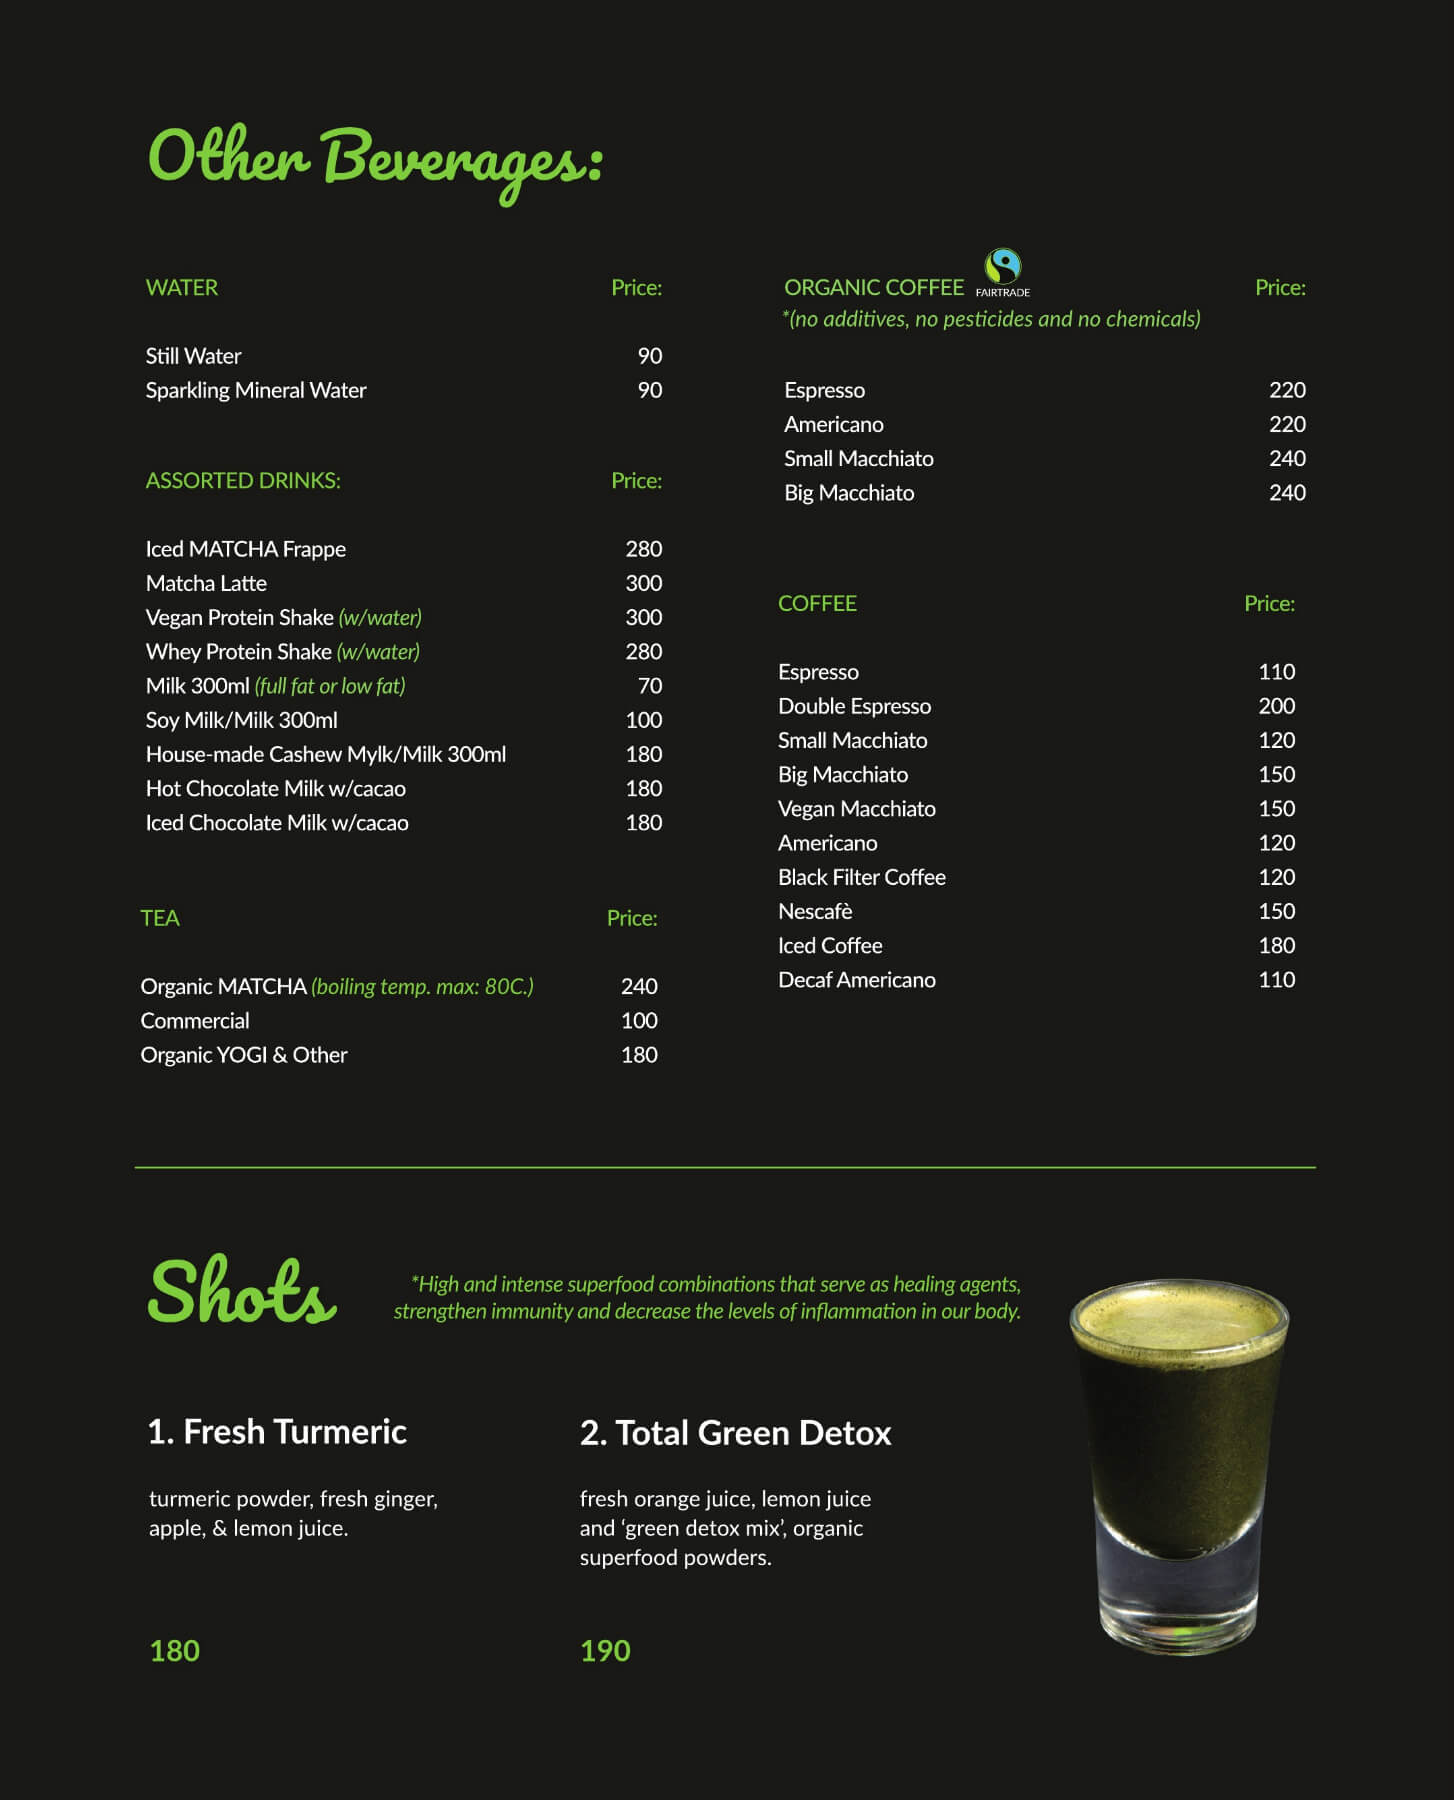 Other Beverages:
WATER Price:
Still Water 90
Sparkling Mineral Water 90
ASSORTED DRINKS: Price:
Iced MATCHA Frappe 280
Matcha Latte 300
Vegan Protein Shake (w/water) 300
Whey Protein Shake (w/water) 280
Milk 300ml (full fat or low fat) 70
Soy Milk/Milk 300ml 100
House-made Cashew Mylk/Milk 300ml 180
Hot Chocolate Milk w/cacao 180
Iced Chocolate Milk w/cacao 180
TEA Price:
Organic MATCHA (boiling temp. max: 80C.) 240
Commercial 100
Organic YOGI & Other 180
ORGANIC COFFEE FAIRTRADE Price:
*(no additives, no pesticides and no chemicals)
Espresso 220
Americano 220
Small Macchiato 240
Big Macchiato 240
COFFEE Price:
Espresso 110
Double Espresso 200
Small Macchiato 120
Big Macchiato 150
Vegan Macchiato 150
Americano 120
Black Filter Coffee 120
Nescafè 150
Iced Coffee 180
Decaf Americano 110
Shots
*High and intense superfood combinations that serve as healing agents,
strengthen immunity and decrease the levels of inflammation in our body.
1. Fresh Turmeric
turmeric powder, fresh ginger,
apple, & lemon juice.
180
2. Total Green Detox
fresh orange juice, lemon juice
and ‘green detox mix’, organic
superfood powders.
190